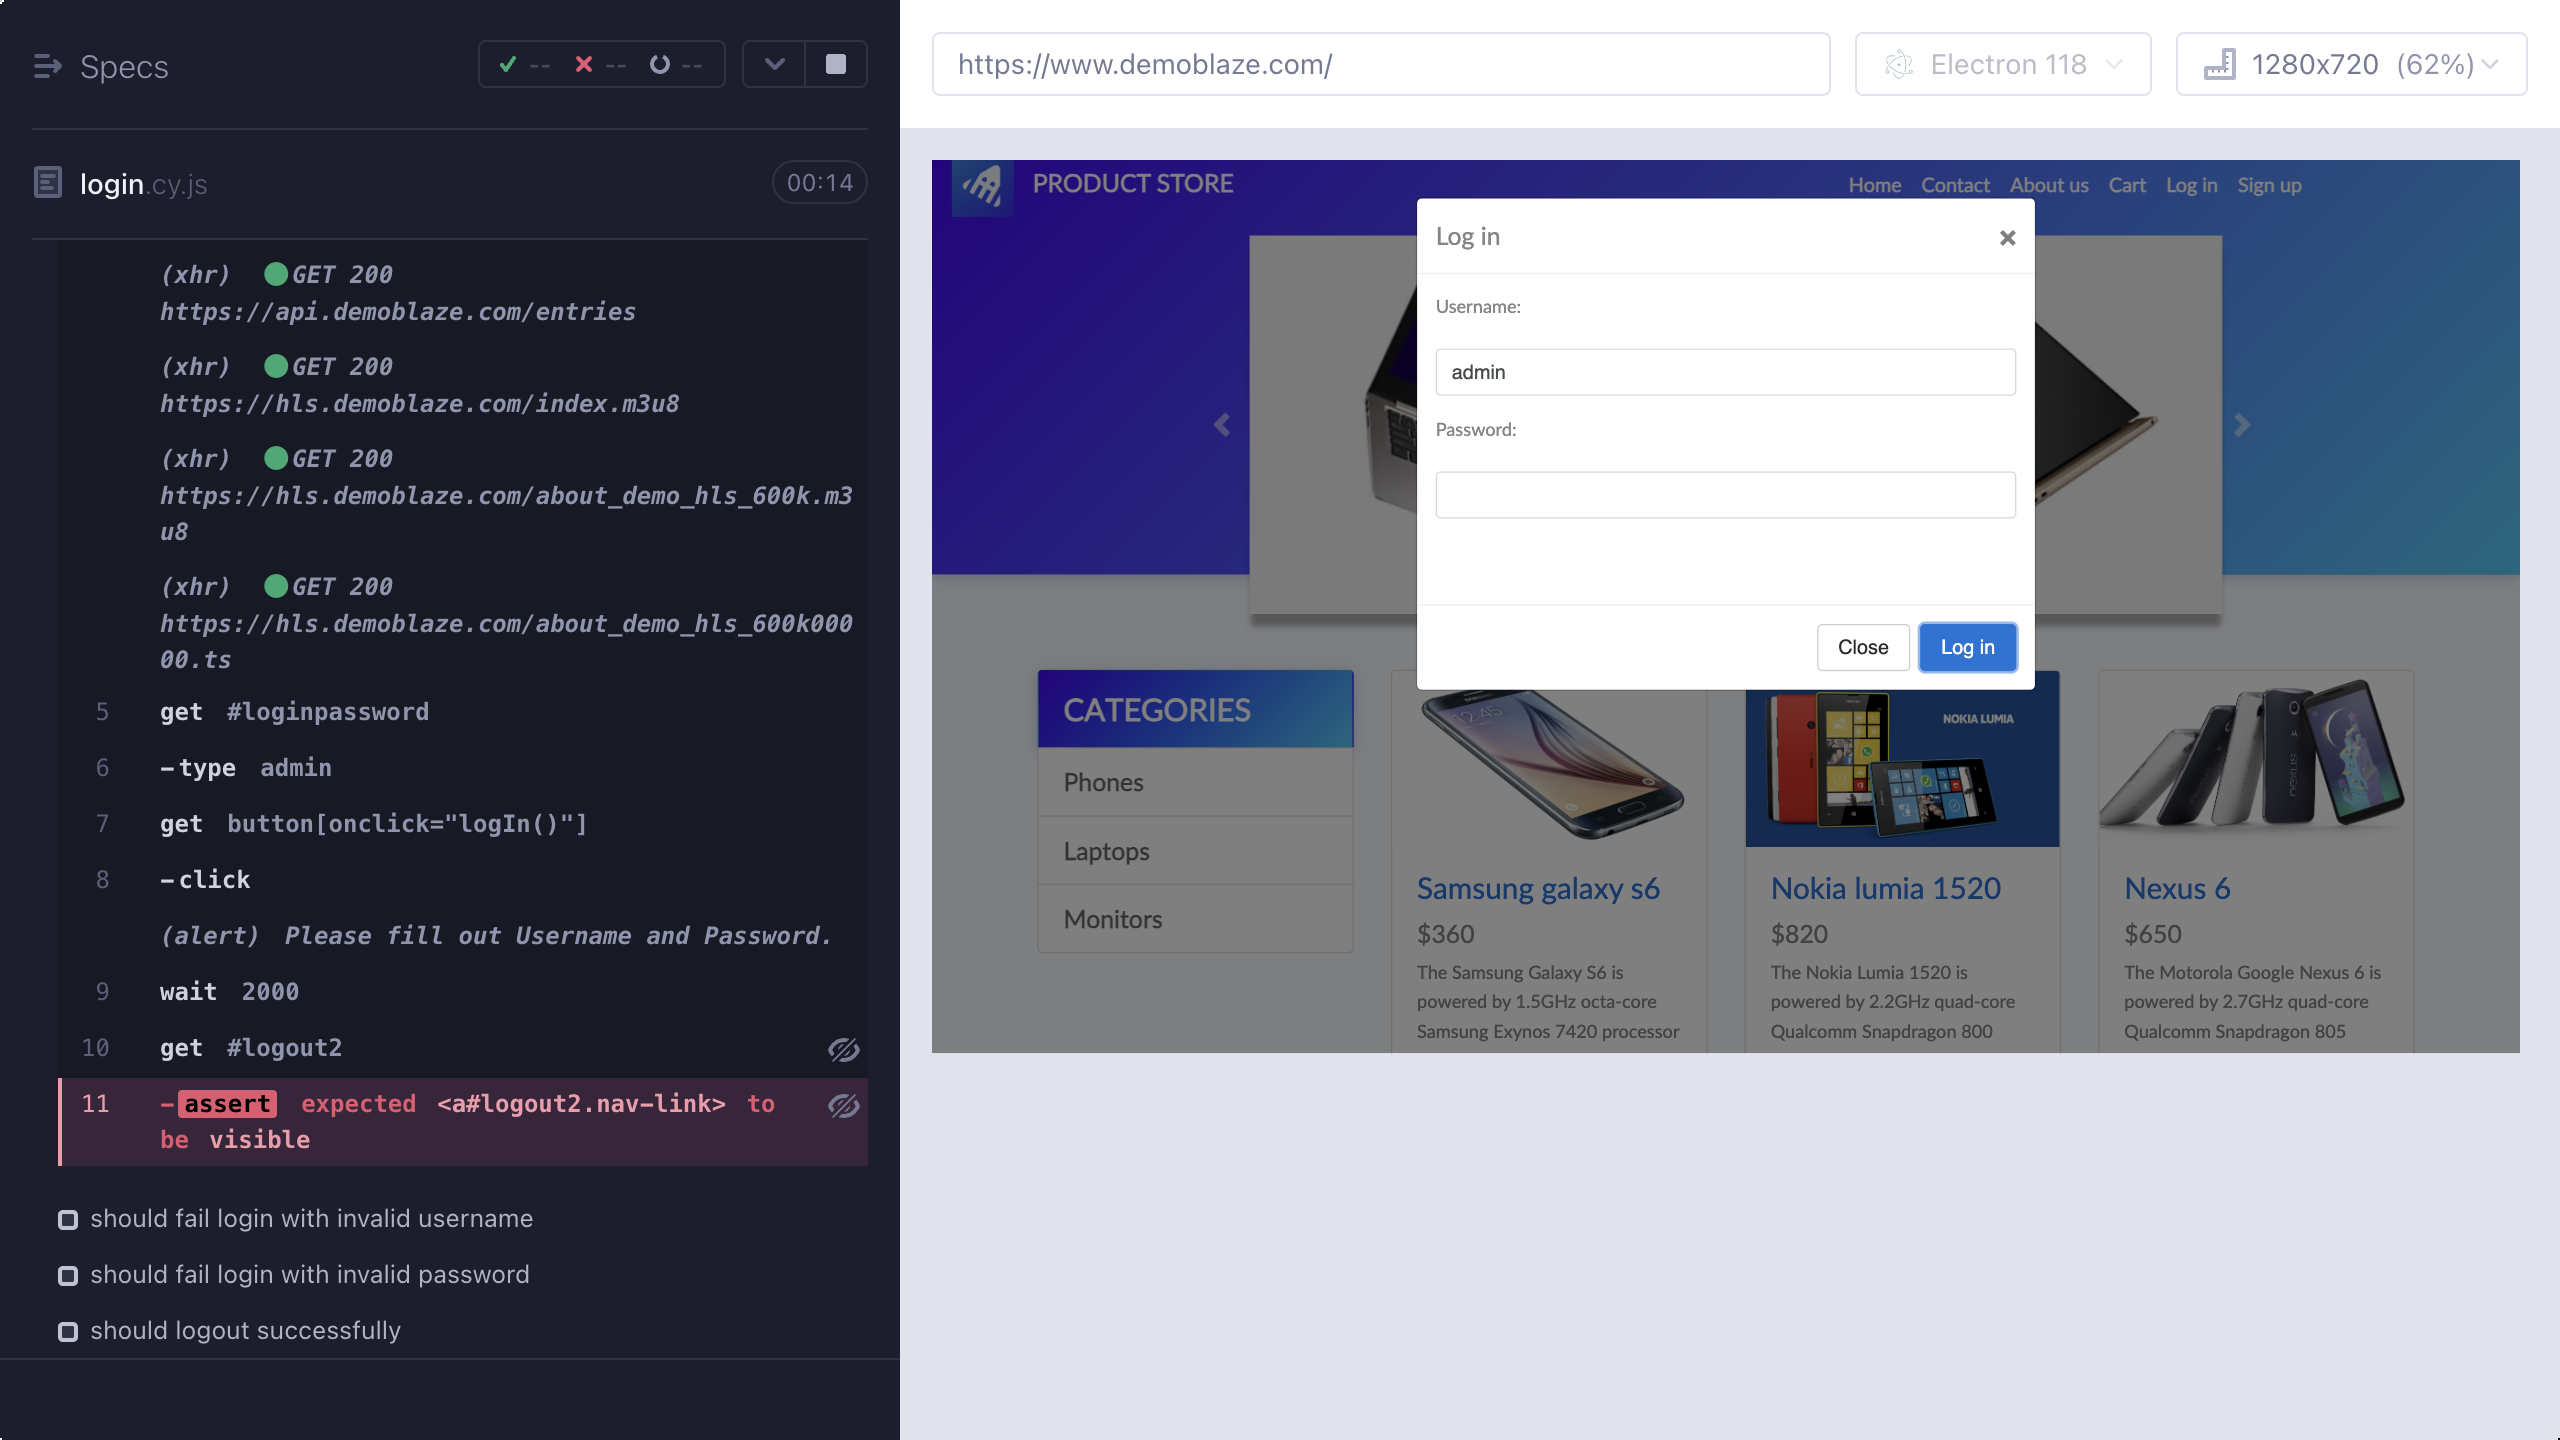 Specs
-- -- --
login.cy.js
00:14
(xhr) GET 200
https://api.demoblaze.com/entries
(xhr) GET 200
https://hls.demoblaze.com/index.m3u8
(xhr) GET 200
https://hls.demoblaze.com/about_demo_hls_600k.m3
u8
(xhr) GET 200
https://hls.demoblaze.com/about_demo_hls_600k000
00.ts
5 get #loginpassword
6 -type admin
7 get button[onclick="logIn()"]
8 -click
(alert) Please fill out Username and Password.
9 wait 2000
10 get #logout2
11 -assert expected <a#logout2.nav-link> to
be visible
should fail login with invalid username
should fail login with invalid password
should logout successfully
https://www.demoblaze.com/
Electron 118
1280x720 (62%)
PRODUCT STORE
Home Contact About us Cart Log in Sign up
Log in
×
Username:
admin
Password:
Close Log in
CATEGORIES
Phones
Laptops
Monitors
12:45
Samsung galaxy s6
$360
The Samsung Galaxy S6 is
powered by 1.5GHz octa-core
Samsung Exynos 7420 processor
NOKIA LUMIA
Nokia lumia 1520
$820
The Nokia Lumia 1520 is
powered by 2.2GHz quad-core
Qualcomm Snapdragon 800
nexus
Nexus 6
$650
The Motorola Google Nexus 6 is
powered by 2.7GHz quad-core
Qualcomm Snapdragon 805